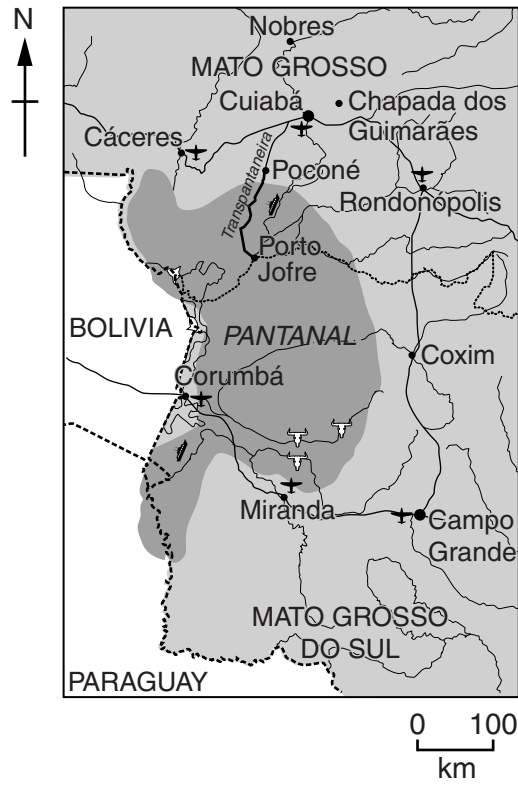 N
Nobres
MATO GROSSO
Cuiabá
Chapada dos
Guimarães
Cáceres
Poconé
Transpantaneira
Rondonópolis
Porto
Jofre
BOLIVIA
PANTANAL
Coxim
Corumbá
Miranda
Campo
Grande
MATO GROSSO
DO SUL
PARAGUAY
0 100
km